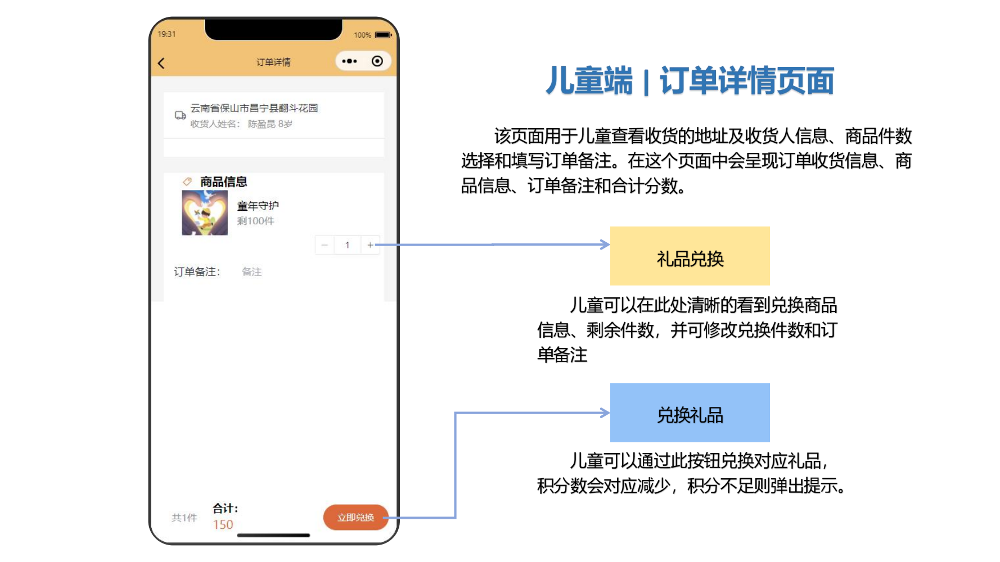 19:31
100%
订单详情
云南省保山市昌宁县翻斗花园
收货人姓名： 陈盈昆 8岁
商品信息
童年守护
剩100件
1
订单备注： 备注
共1件
合计：
150
立即兑换
儿童端 | 订单详情页面
该页面用于儿童查看收货的地址及收货人信息、商品件数
选择和填写订单备注。在这个页面中会呈现订单收货信息、商
品信息、订单备注和合计分数。
礼品兑换
儿童可以在此处清晰的看到兑换商品
信息、剩余件数，并可修改兑换件数和订
单备注
兑换礼品
儿童可以通过此按钮兑换对应礼品，
积分数会对应减少，积分不足则弹出提示。